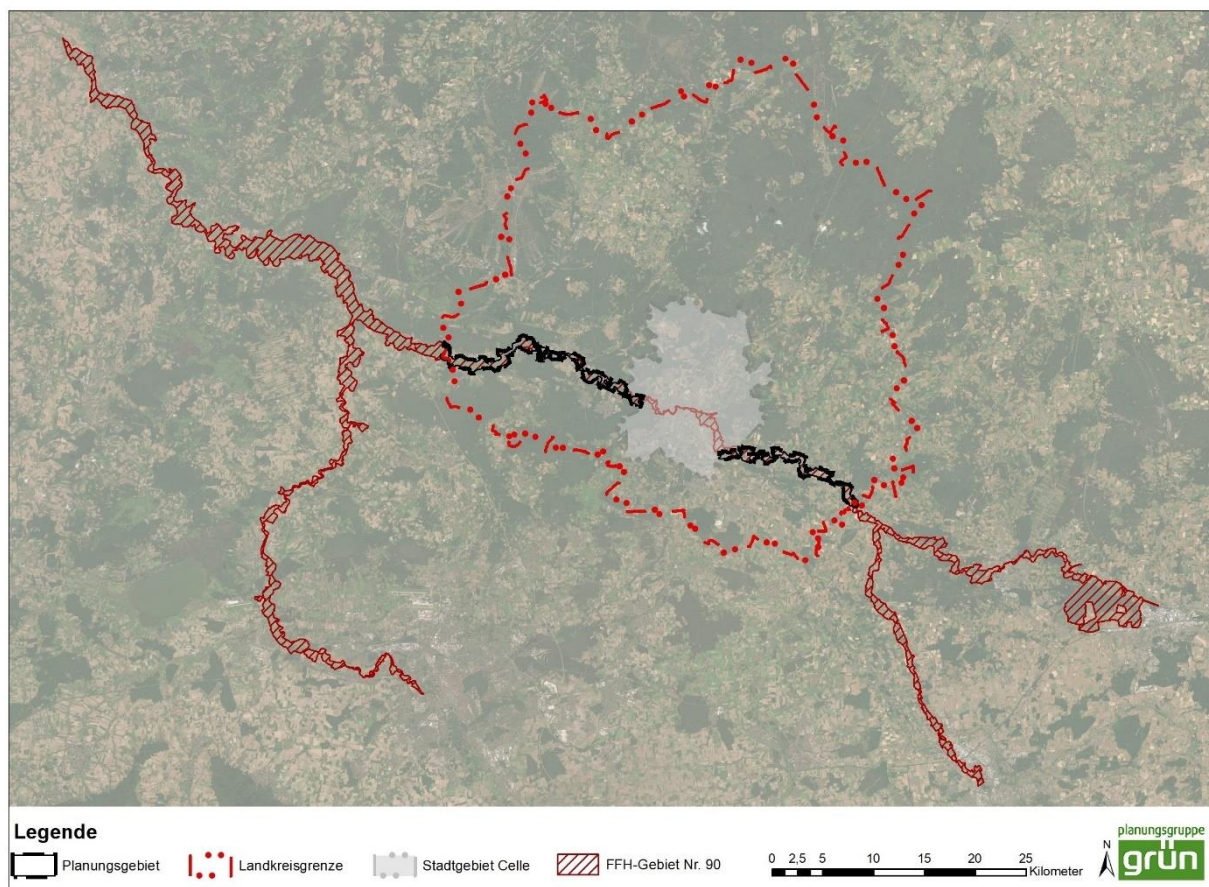 Legende
Planungsgebiet
Landkreisgrenze
Stadtgebiet Celle
FFH-Gebiet Nr. 90
0 2,5 5 10 15 20 25
Kilometer
N
planungsgruppe
grün